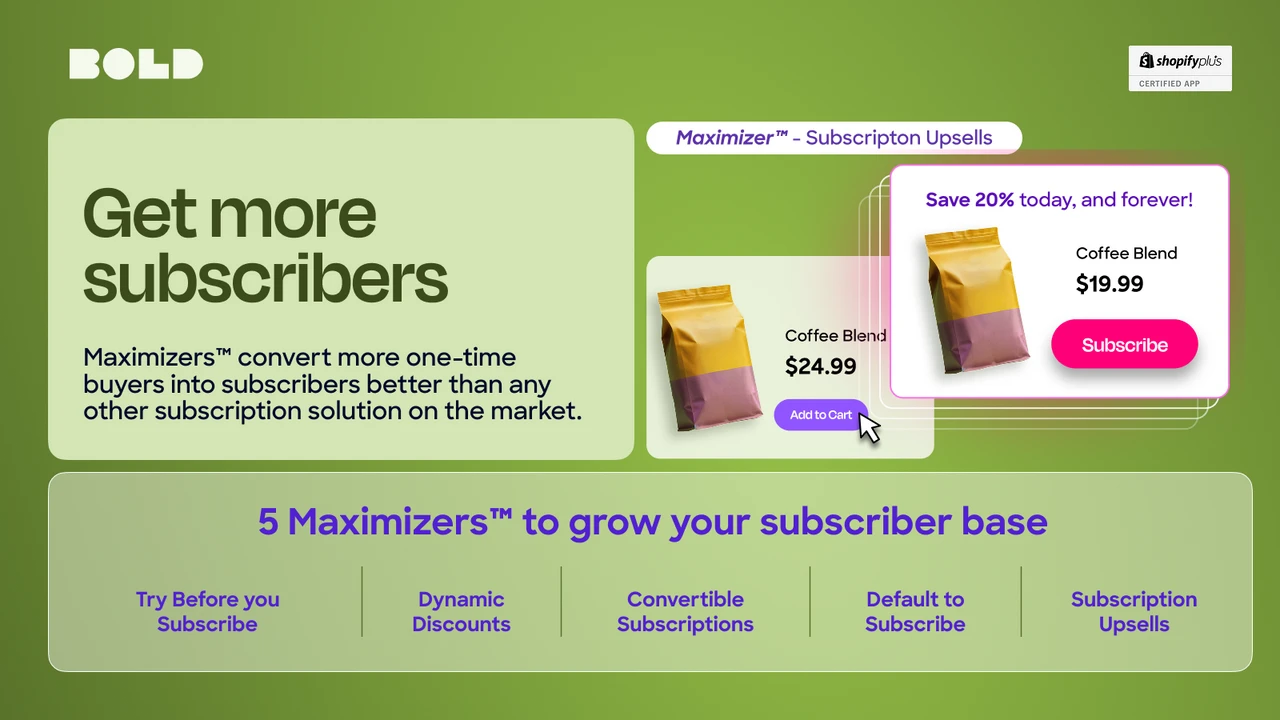 BOLD
shopifyplus
CERTIFIED APP
Get more
subscribers
Maximizers™ convert more one-time
buyers into subscribers better than any
other subscription solution on the market.
Maximizer™ - Subscripton Upsells
Coffee Blend
$24.99
Add to Cart
Save 20% today, and forever!
Coffee Blend
$19.99
Subscribe
5 Maximizers™ to grow your subscriber base
Try Before you
Subscribe
Dynamic
Discounts
Convertible
Subscriptions
Default to
Subscribe
Subscription
Upsells